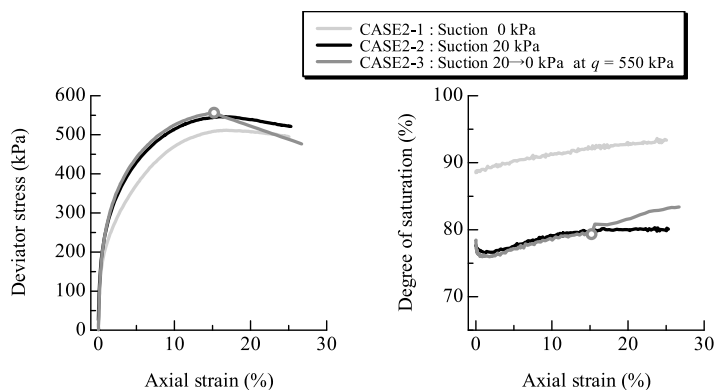 CASE2-1 : Suction 0 kPa
CASE2-2 : Suction 20 kPa
CASE2-3 : Suction 20→0 kPa at q = 550 kPa
Deviator stress (kPa)
600
500
400
300
200
100
0
0 10 20 30
Axial strain (%)
Degree of saturation (%)
100
90
80
70
0 10 20 30
Axial strain (%)